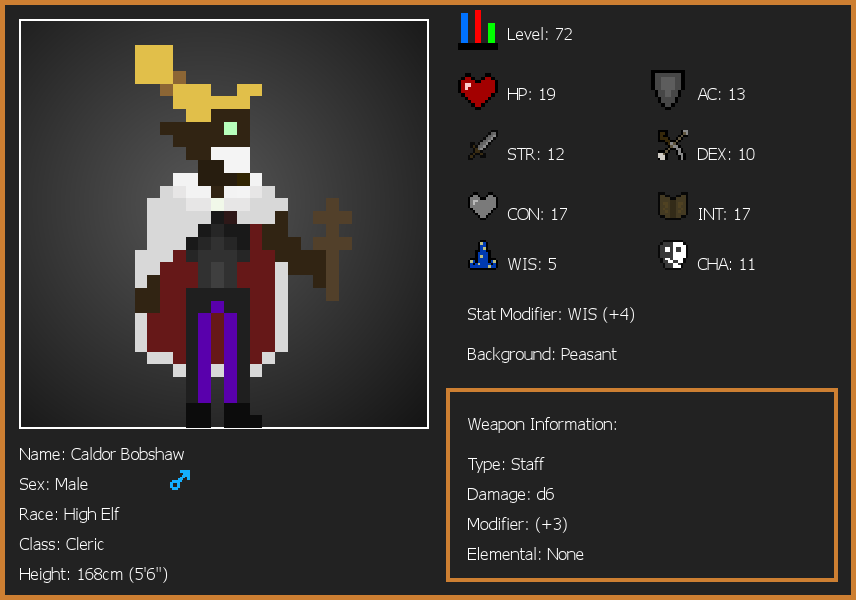 Level: 72
HP: 19
AC: 13
STR: 12
DEX: 10
CON: 17
INT: 17
WIS: 5
CHA: 11
Stat Modifier: WIS (+4)
Background: Peasant
Weapon Information:
Type: Staff
Damage: d6
Modifier: (+3)
Elemental: None
Name: Caldor Bobshaw
Sex: Male
Race: High Elf
Class: Cleric
Height: 168cm (5'6")